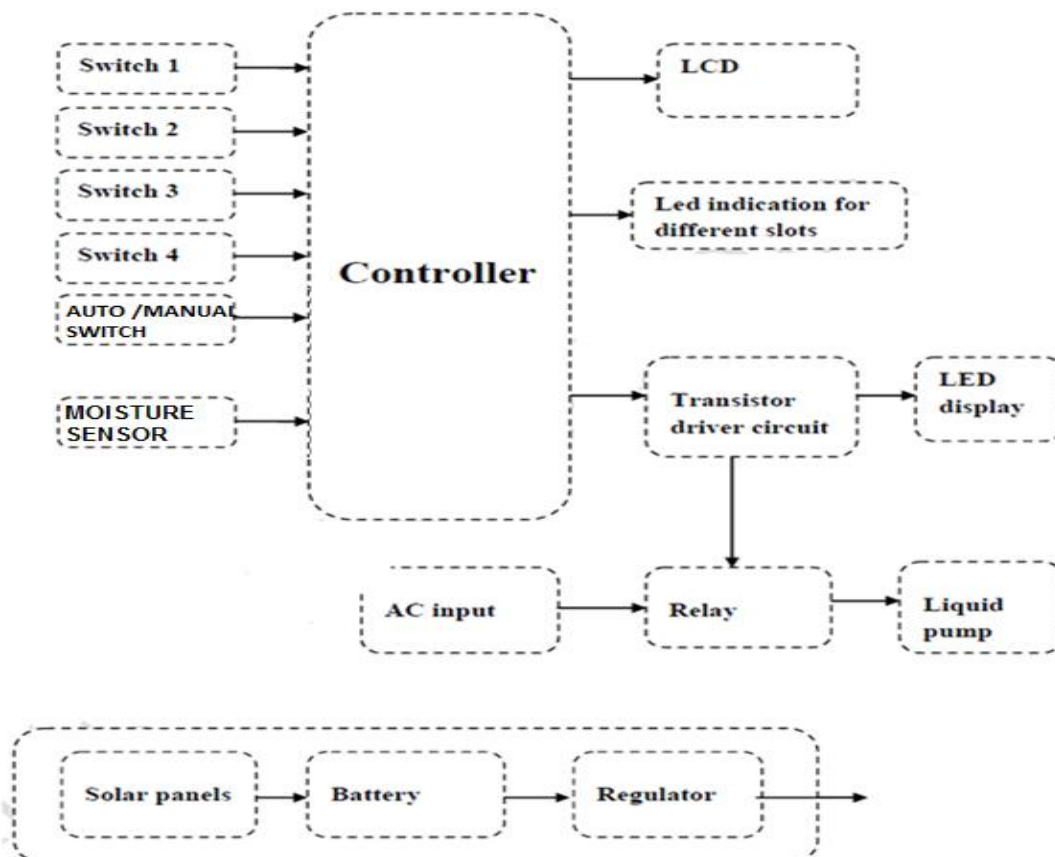 Switch 1
LCD
Switch 2
Switch 3
Led indication for
different slots
Switch 4
Controller
AUTO /MANUAL
SWITCH
MOISTURE
SENSOR
Transistor
driver circuit
LED
display
AC input
Relay
Liquid
pump
Solar panels
Battery
Regulator